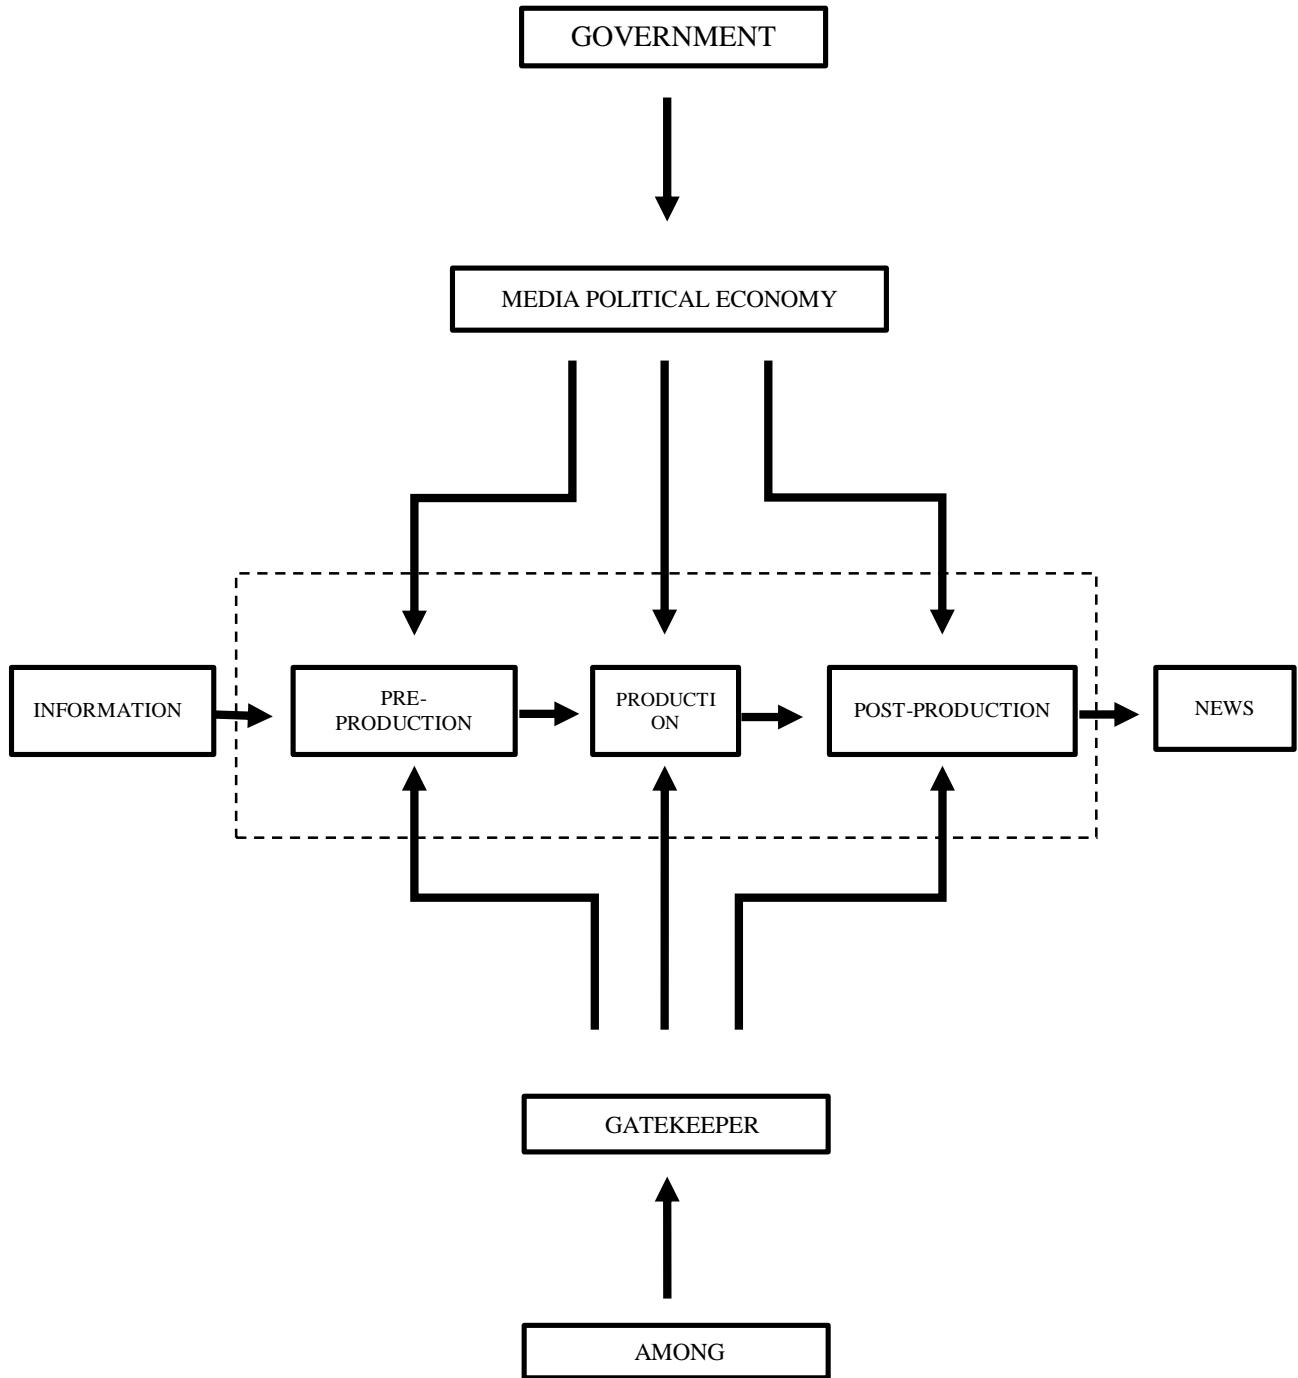 GOVERNMENT
MEDIA POLITICAL ECONOMY
INFORMATION
PRE-
PRODUCTION
PRODUCTI
ON
POST-PRODUCTION
NEWS
GATEKEEPER
AMONG